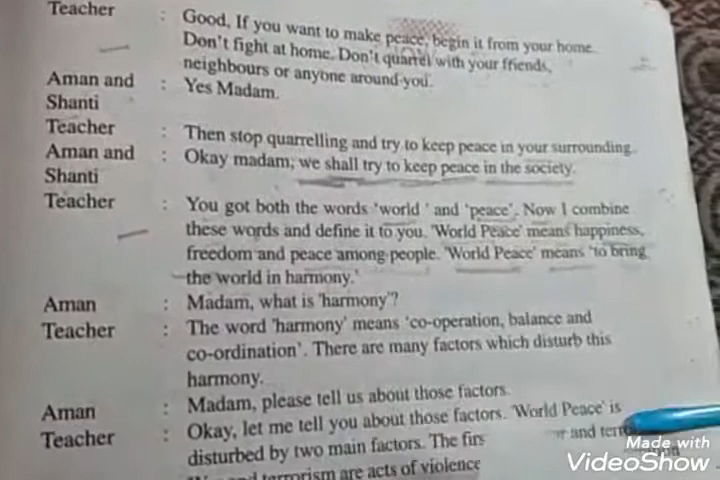 Teacher : Good, If you want to make peace, begin it from your home.
Don't fight at home. Don't quarrel with your friends,
neighbours or anyone around you.
Aman and : Yes Madam.
Shanti
Teacher : Then stop quarrelling and try to keep peace in your surrounding.
Aman and : Okay madam; we shall try to keep peace in the society.
Shanti
Teacher : You got both the words 'world ' and 'peace'. Now I combine
these words and define it to you. 'World Peace' means happiness,
freedom and peace among people. 'World Peace' means 'to bring
the world in harmony.'
Aman : Madam, what is 'harmony'?
Teacher : The word 'harmony' means 'co-operation, balance and
co-ordination'. There are many factors which disturb this
harmony.
Aman : Madam, please tell us about those factors.
Teacher : Okay, let me tell you about those factors. 'World Peace' is
disturbed by two main factors. The and
and terrorism are acts of violence
Made with
VideoShow